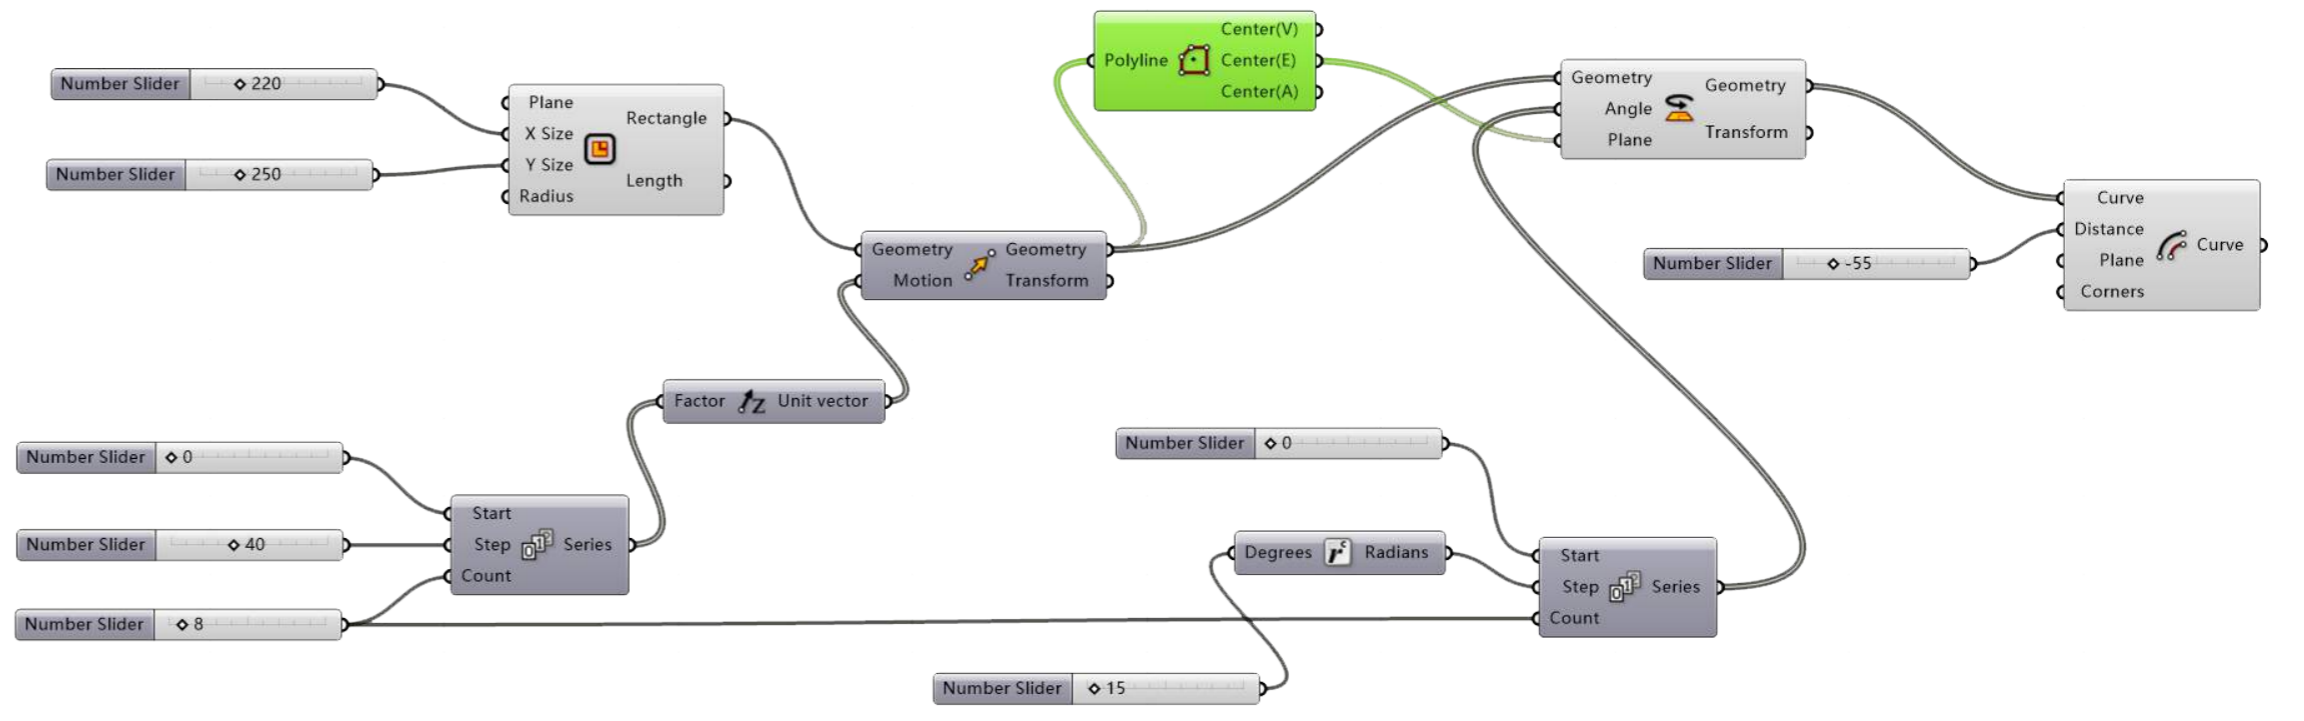 Number Slider 220
Number Slider 250
Plane
X Size
Y Size
Radius
Rectangle
Length
Polyline
Center(V)
Center(E)
Center(A)
Geometry
Angle
Plane
Geometry
Transform
Geometry
Motion
Geometry
Transform
Number Slider -55
Curve
Distance
Plane
Corners
Curve
Factor Unit vector
Number Slider 0
Number Slider 40
Number Slider 8
Start
Step
Count
Series
Number Slider 0
Degrees Radians
Number Slider 15
Start
Step
Count
Series